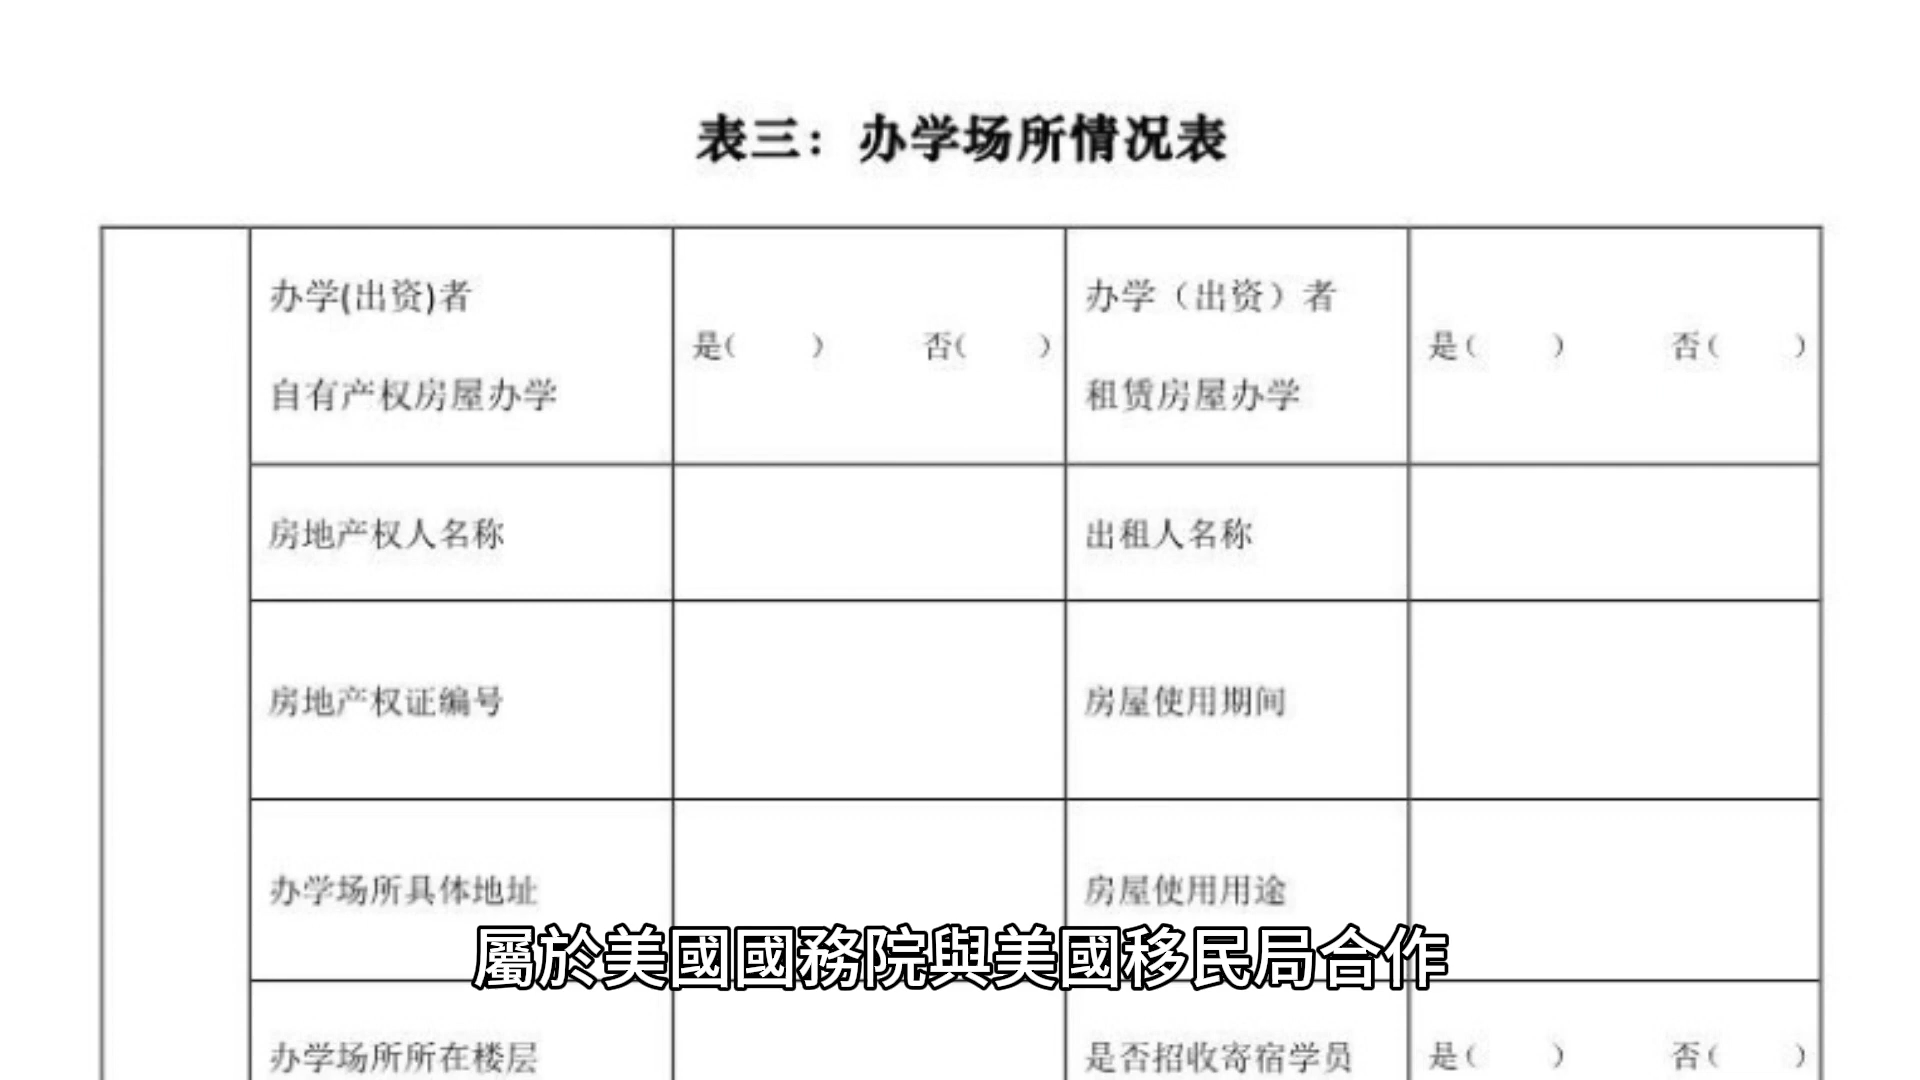 表三：办学场所情况表
办学(出资)者
自有产权房屋办学
是(　　)　　否(　　)
办学（出资）者
租赁房屋办学
是（　　）　　否（　　）
房地产权人名称
出租人名称
房地产权证编号
房屋使用期间
办学场所具体地址
房屋使用用途
屬於美國國務院與美國移民局合作
办学场所所在楼层
是否招收寄宿学员
是（　　）　　否（　　）